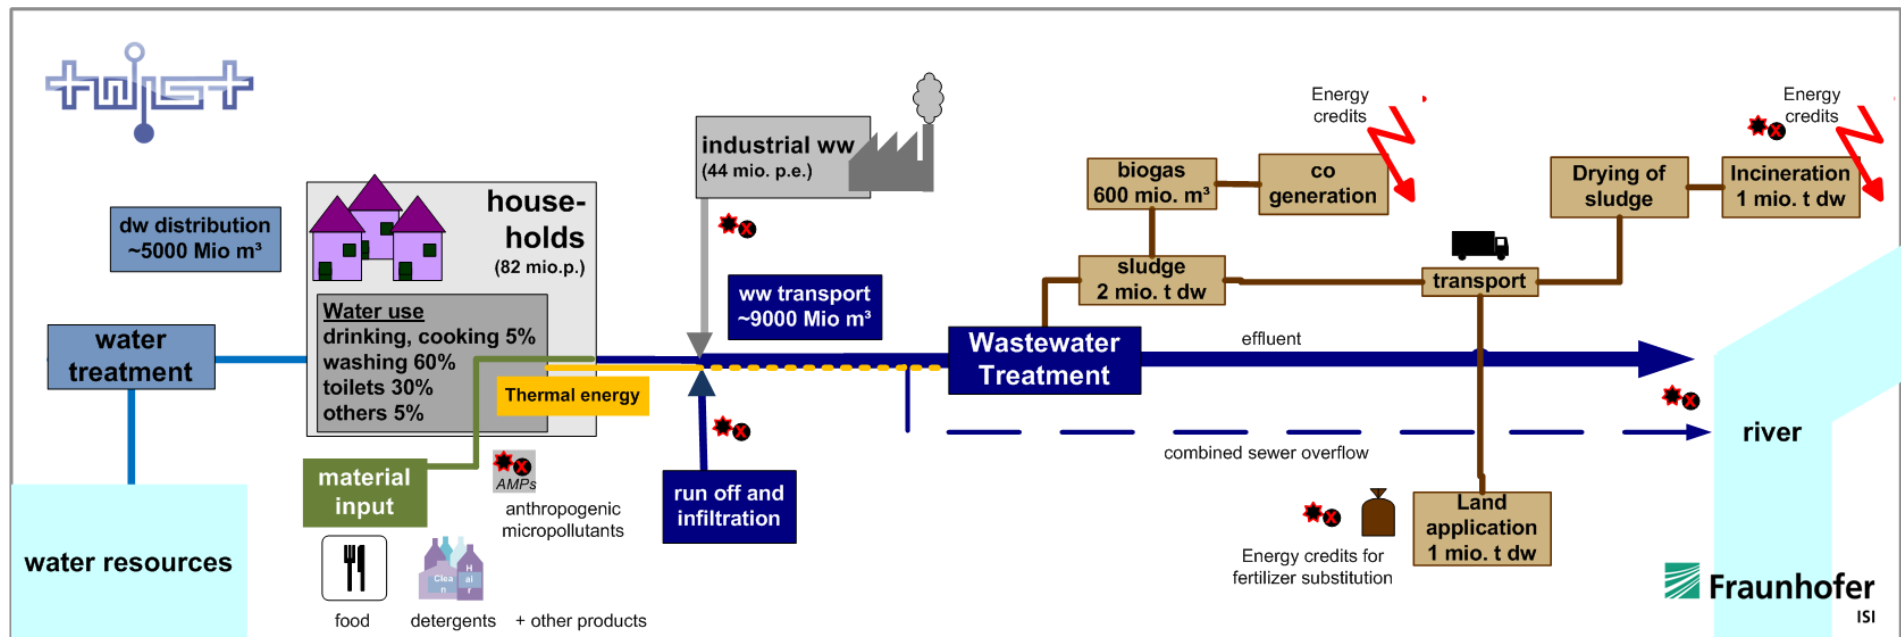 twist
dw distribution
~5000 Mio m³
water
treatment
water resources
house-
holds
(82 mio.p.)
Water use
drinking, cooking 5%
washing 60%
toilets 30%
others 5%
Thermal energy
material
input
AMPs
anthropogenic
micropollutants
food
Clea
n
H
ai
r
detergents
+ other products
industrial ww
(44 mio. p.e.)
ww transport
~9000 Mio m³
run off and
infiltration
Wastewater
Treatment
sludge
2 mio. t dw
biogas
600 mio. m³
co
generation
Energy
credits
transport
Drying of
sludge
Incineration
1 mio. t dw
Energy
credits
effluent
combined sewer overflow
river
Energy credits for
fertilizer substitution
Land
application
1 mio. t dw
Fraunhofer
ISI